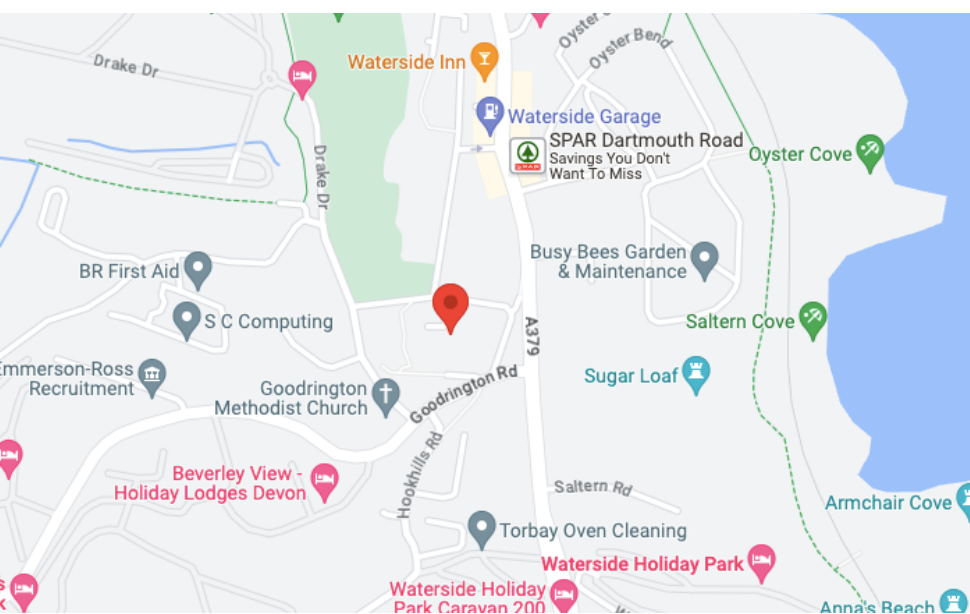 Oyster
Oyster Bend
Waterside Inn
Drake Dr
Waterside Garage
SPAR Dartmouth Road
Savings You Don't
Want To Miss
SPAR
Oyster Cove
Drake Dr
Busy Bees Garden
& Maintenance
BR First Aid
S C Computing
A379
Saltern Cove
Emmerson-Ross
Recruitment
Sugar Loaf
Goodrington
Methodist Church
Goodrington Rd
Hookhills Rd
Beverley View -
Holiday Lodges Devon
Saltern Rd
Armchair Cove
Torbay Oven Cleaning
Waterside Holiday Park
Waterside Holiday
Park Caravan 200
Anna's Beach